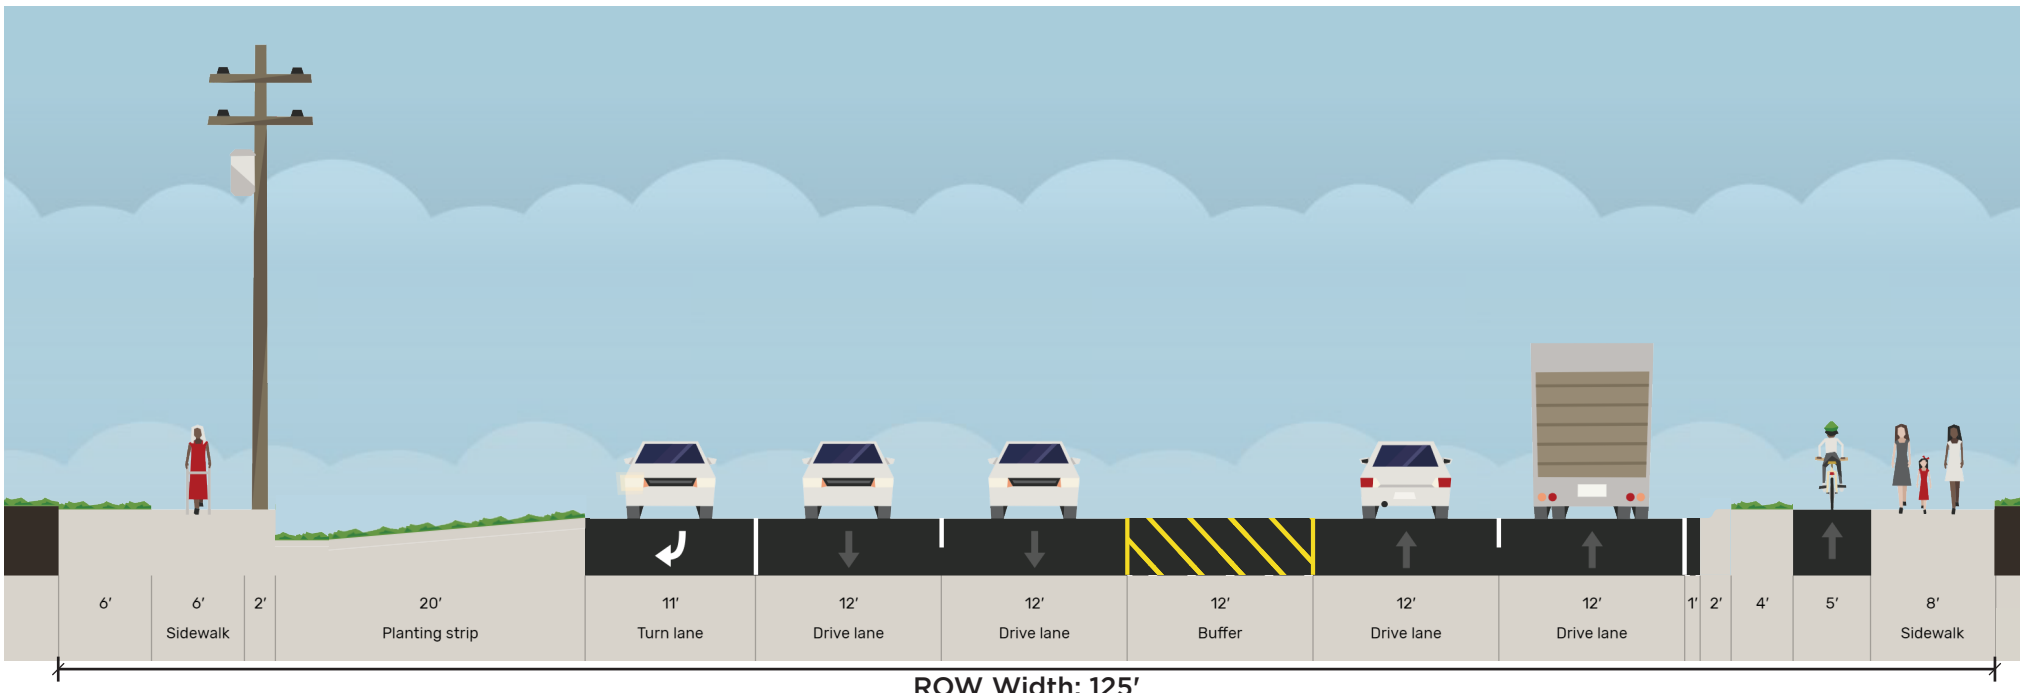 6’ 6’ 2’ 20’ 11’ 12’ 12’ 12’ 12’ 12’ 1’ 2’ 4’ 5’ 8’
Sidewalk Planting strip Turn lane Drive lane Drive lane Buffer Drive lane Drive lane Sidewalk
ROW Width: 125’